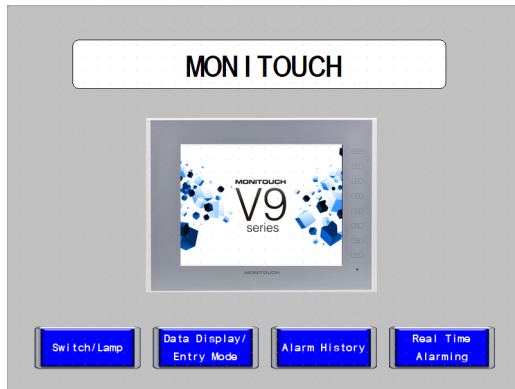 MONITOUCH
MONITOUCH
V9
series
MONITOUCH
Switch/Lamp
Data Display/
Entry Mode
Alarm History
Real Time
Alarming